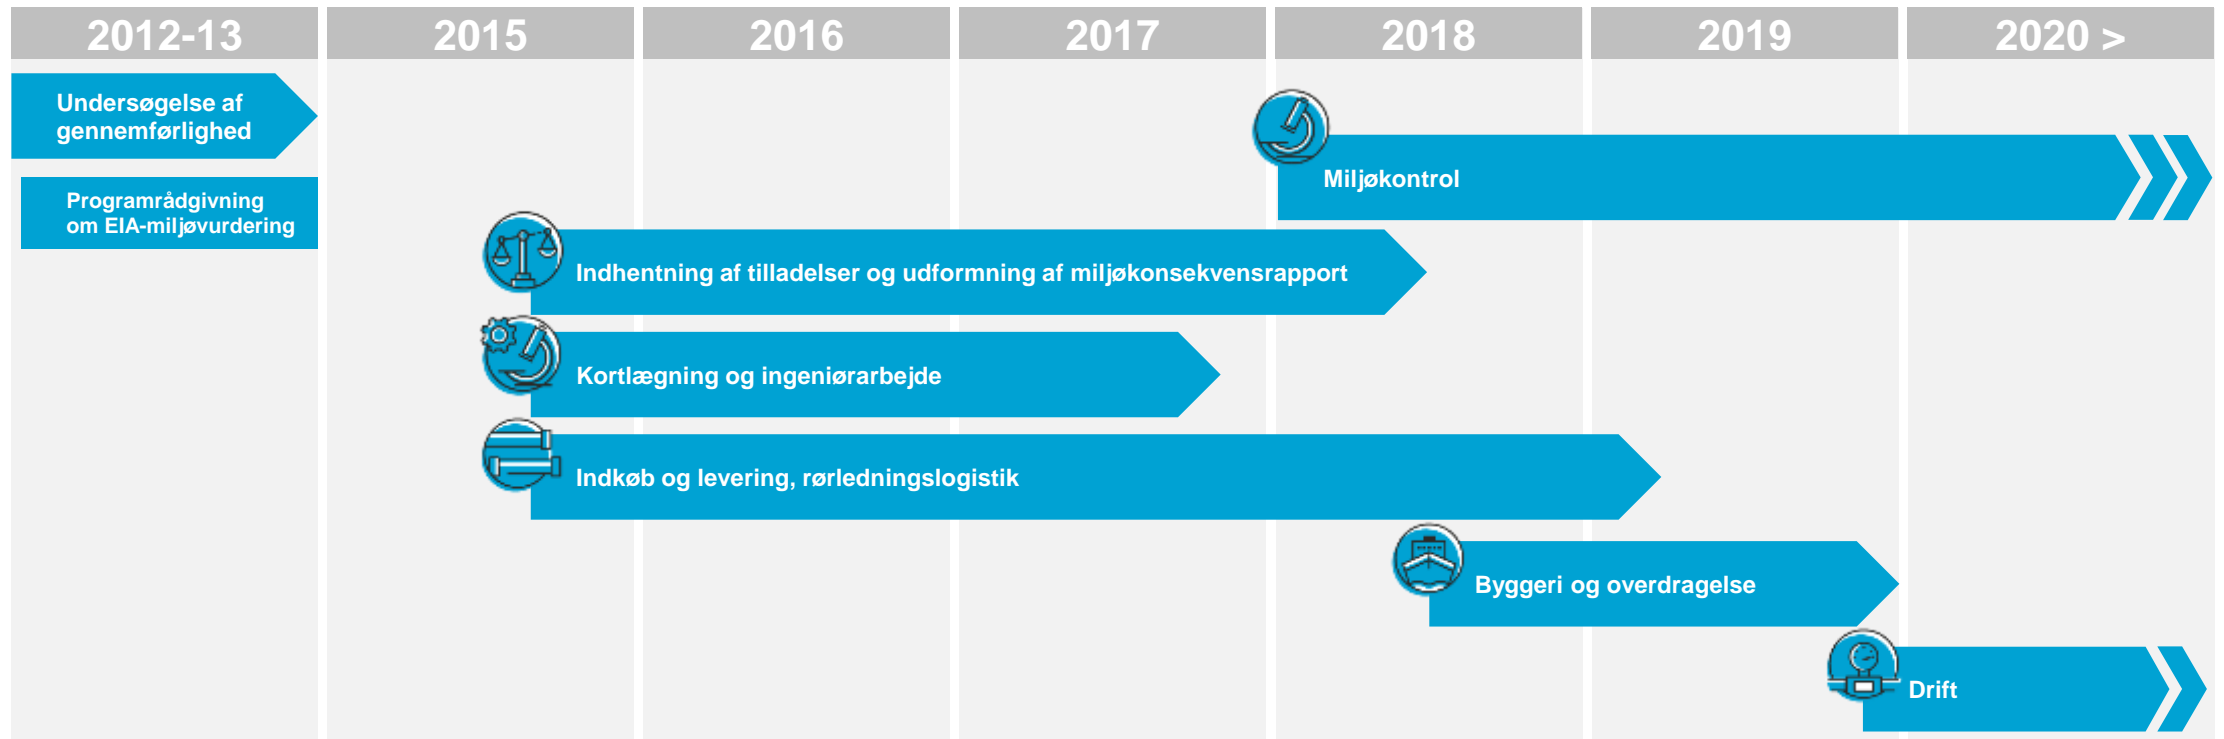 2012-13
2015
2016
2017
2018
2019
2020 >
Undersøgelse af
gennemførlighed
Programrådgivning
om EIA-miljøvurdering
Miljøkontrol
Indhentning af tilladelser og udformning af miljøkonsekvensrapport
Kortlægning og ingeniørarbejde
Indkøb og levering, rørledningslogistik
Byggeri og overdragelse
Drift